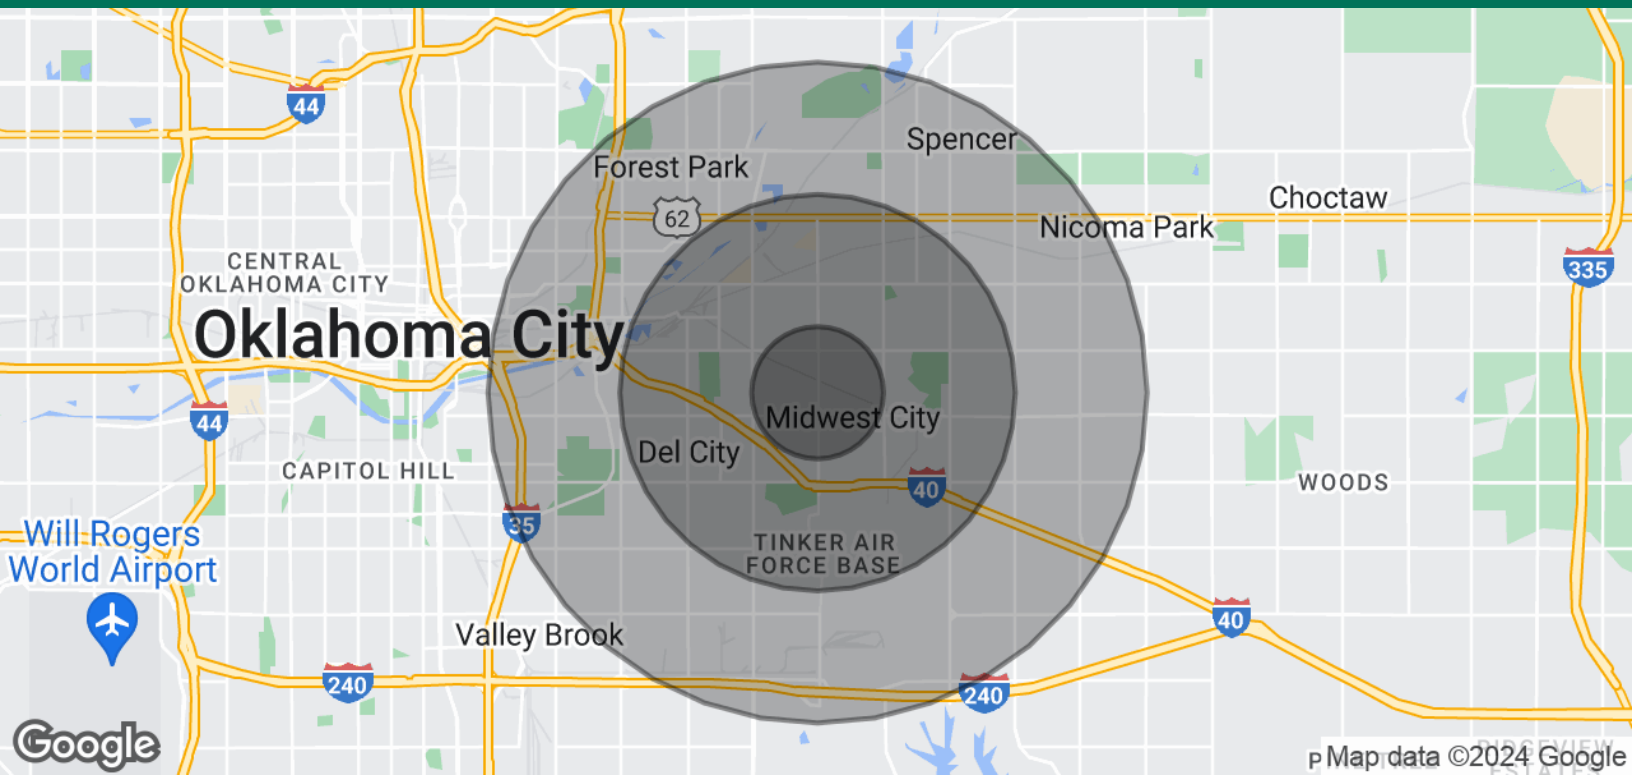 44
Spencer
Forest Park
62
Choctaw
Nicoma Park
335
CENTRAL
OKLAHOMA CITY
Oklahoma City
44
Midwest City
Del City
CAPITOL HILL
40
WOODS
35
Will Rogers
World Airport
TINKER AIR
FORCE BASE
40
Valley Brook
240
240
Google
Map data ©2024 Google